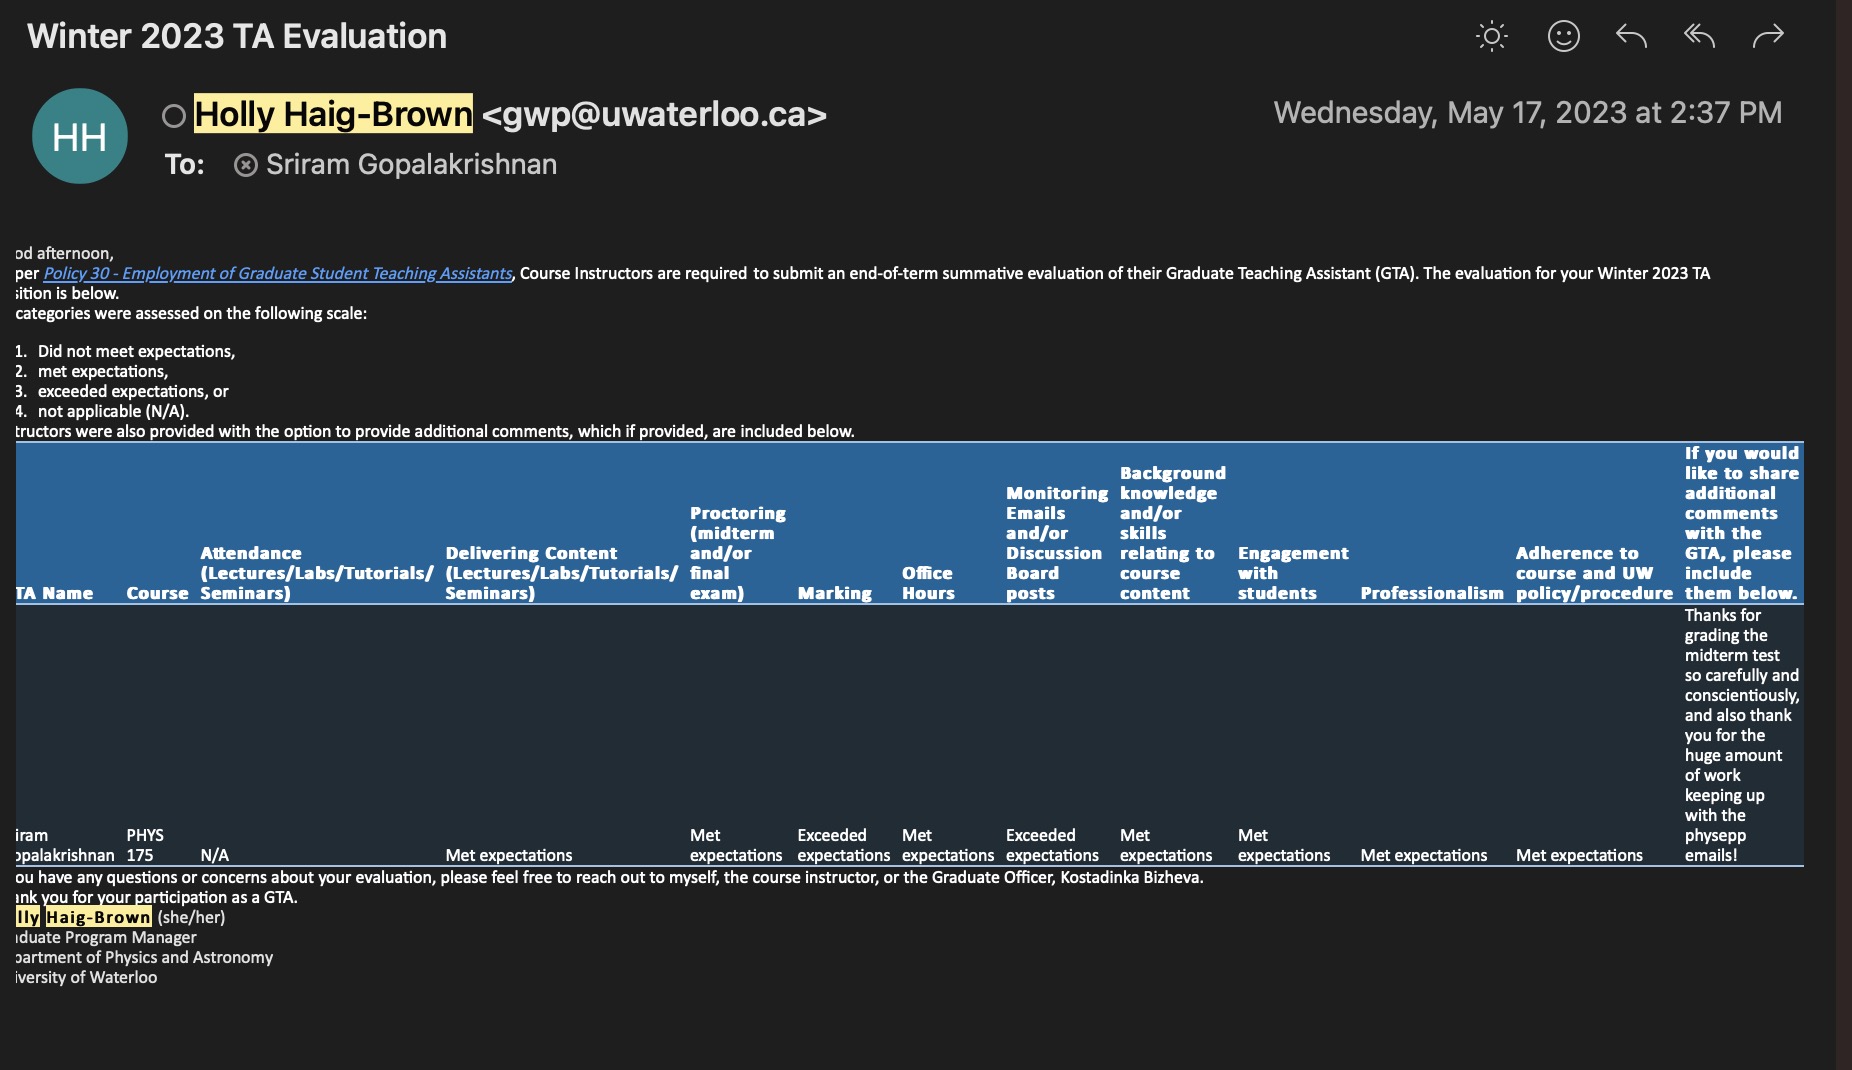 Winter 2023 TA Evaluation
HH
Holly Haig-Brown <gwp@uwaterloo.ca>
Wednesday, May 17, 2023 at 2:37 PM
To: Sriram Gopalakrishnan
od afternoon,
per Policy 30 - Employment of Graduate Student Teaching Assistants, Course Instructors are required to submit an end-of-term summative evaluation of their Graduate Teaching Assistant (GTA). The evaluation for your Winter 2023 TA
sition is below.
categories were assessed on the following scale:
1. Did not meet expectations,
2. met expectations,
3. exceeded expectations, or
4. not applicable (N/A).
tructors were also provided with the option to provide additional comments, which if provided, are included below.
TA Name
Course
Attendance
(Lectures/Labs/Tutorials/
Seminars)
Delivering Content
(Lectures/Labs/Tutorials/
Seminars)
Proctoring
(midterm
and/or
final
exam)
Marking
Office
Hours
Monitoring
Emails
and/or
Discussion
Board
posts
Background
knowledge
and/or
skills
relating to
course
content
Engagement
with
students
Professionalism
Adherence to
course and UW
policy/procedure
If you would
like to share
additional
comments
with the
GTA, please
include
them below.
iram
opalakrishnan
PHYS
175
N/A
Met expectations
Met
expectations
Exceeded
expectations
Met
expectations
Exceeded
expectations
Met
expectations
Met
expectations
Met expectations
Met expectations
Thanks for
grading the
midterm test
so carefully and
conscientiously,
and also thank
you for the
huge amount
of work
keeping up
with the
physepp
emails!
ou have any questions or concerns about your evaluation, please feel free to reach out to myself, the course instructor, or the Graduate Officer, Kostadinka Bizheva.
ank you for your participation as a GTA.
lly Haig-Brown (she/her)
aduate Program Manager
partment of Physics and Astronomy
iversity of Waterloo